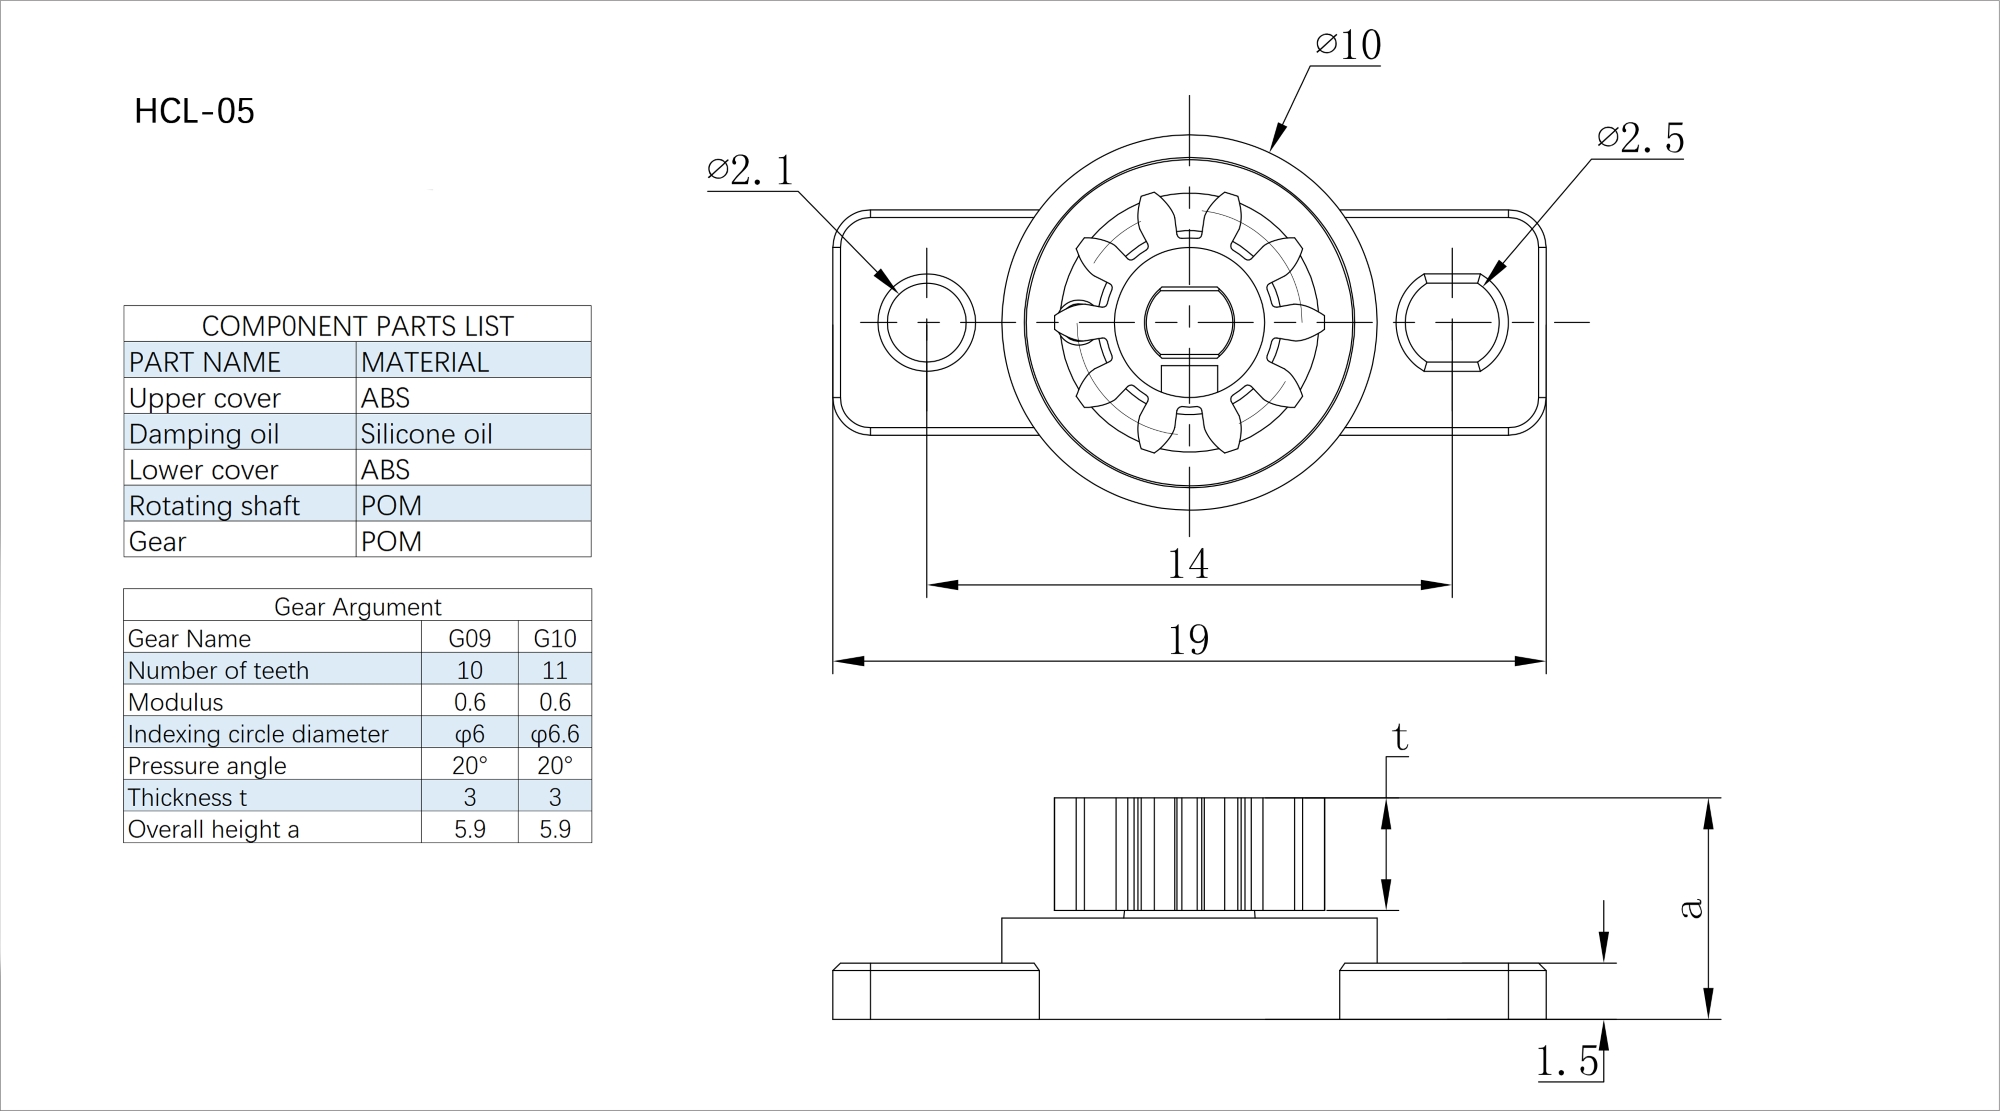 HCL-05
COMP0NENT PARTS LIST
PART NAME MATERIAL
Upper cover ABS
Damping oil Silicone oil
Lower cover ABS
Rotating shaft POM
Gear POM
Gear Argument
Gear Name G09 G10
Number of teeth 10 11
Modulus 0.6 0.6
Indexing circle diameter φ6 φ6.6
Pressure angle 20° 20°
Thickness t 3 3
Overall height a 5.9 5.9
⌀10
⌀2.1
⌀2.5
14
19
t
a
1.5